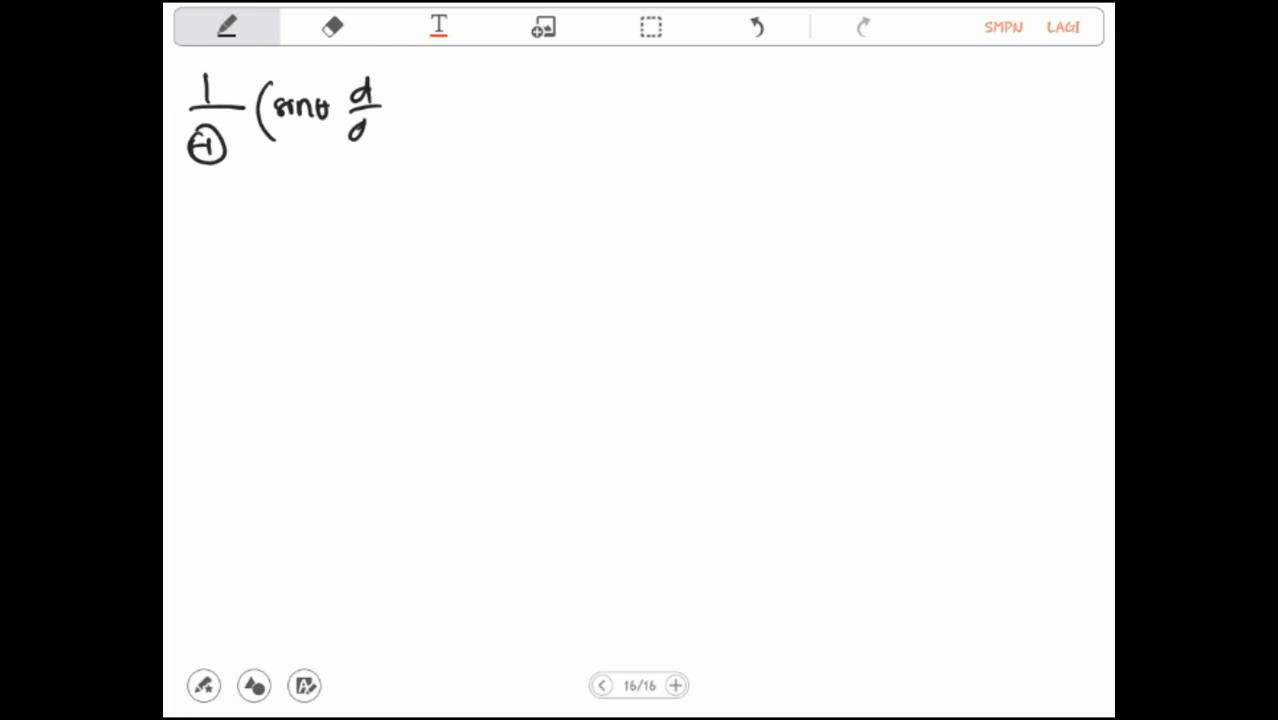 T SMPN LAGI
1/(H) (sinθ d/d
16/16